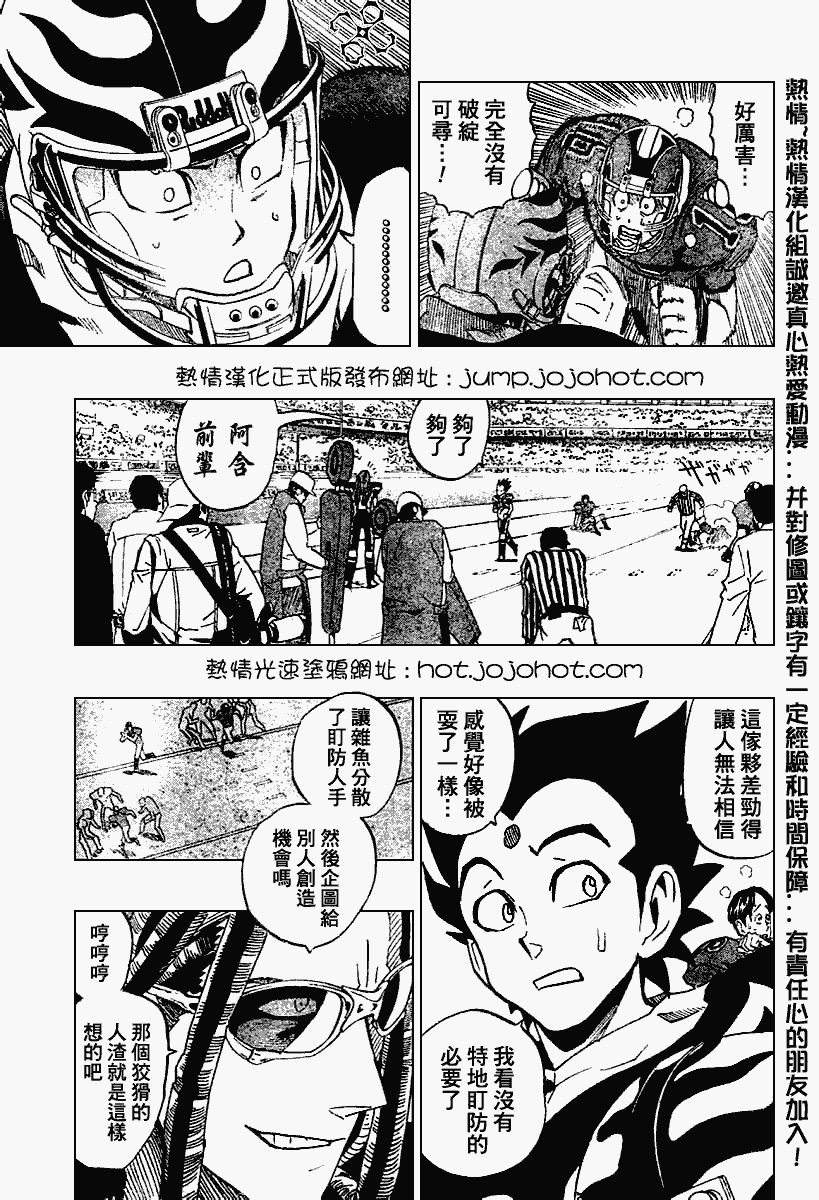 好厲害…
完全沒有
破綻
可尋…！
…………
熱情漢化正式版發布網址：jump.jojohot.com
夠了
夠了
阿含
前輩
ザッ
ザッ
熱情光速塗鴉網址：hot.jojohot.com
這傢夥差勁得
讓人無法相信
感覺好像被
耍了一樣…
我看沒有
特地盯防的
必要了
讓雜魚分散
了盯防人手
然後企圖給
別人創造
機會嗎
哼哼哼
那個狡猾的
人渣就是這樣
想的吧
熱情~熱情漢化組誠邀真心熱愛動漫...并對修圖或鑲字有一定經驗和時間保障...有責任心的朋友加入！